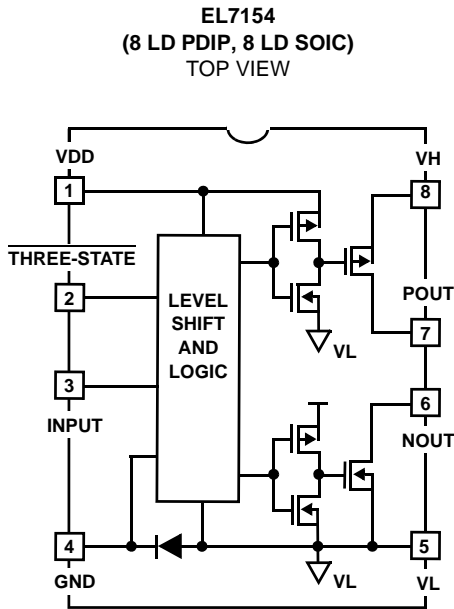 EL7154
(8 LD PDIP, 8 LD SOIC)
TOP VIEW
VDD
VH
1
8
THREE-STATE
2
LEVEL
SHIFT
AND
LOGIC
POUT
VL
7
3
INPUT
6
NOUT
4
5
GND
VL
VL